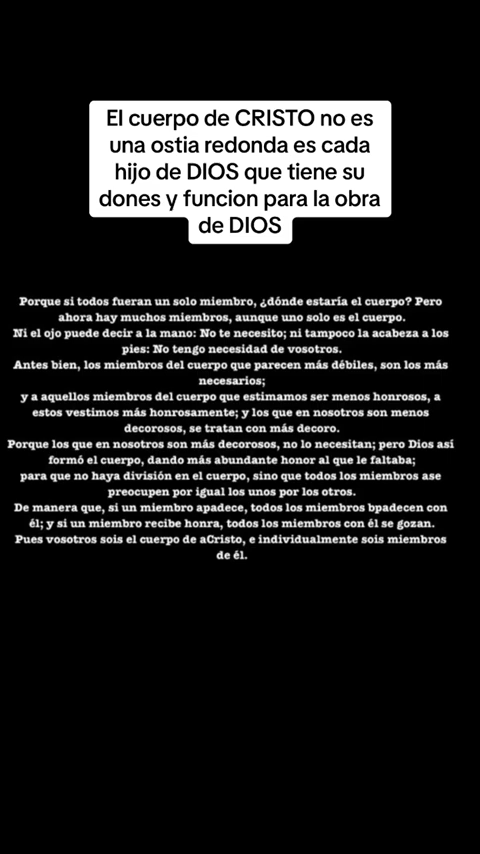 El cuerpo de CRISTO no es
una ostia redonda es cada
hijo de DIOS que tiene su
dones y funcion para la obra
de DIOS
Porque si todos fueran un solo miembro, ¿dónde estaría el cuerpo? Pero
ahora hay muchos miembros, aunque uno solo es el cuerpo.
Ni el ojo puede decir a la mano: No te necesito; ni tampoco la acabeza a los
pies: No tengo necesidad de vosotros.
Antes bien, los miembros del cuerpo que parecen más débiles, son los más
necesarios;
y a aquellos miembros del cuerpo que estimamos ser menos honrosos, a
estos vestimos más honrosamente; y los que en nosotros son menos
decorosos, se tratan con más decoro.
Porque los que en nosotros son más decorosos, no lo necesitan; pero Dios así
formó el cuerpo, dando más abundante honor al que le faltaba;
para que no haya división en el cuerpo, sino que todos los miembros ase
preocupen por igual los unos por los otros.
De manera que, si un miembro apadece, todos los miembros bpadecen con
él; y si un miembro recibe honra, todos los miembros con él se gozan.
Pues vosotros sois el cuerpo de aCristo, e individualmente sois miembros
de él.